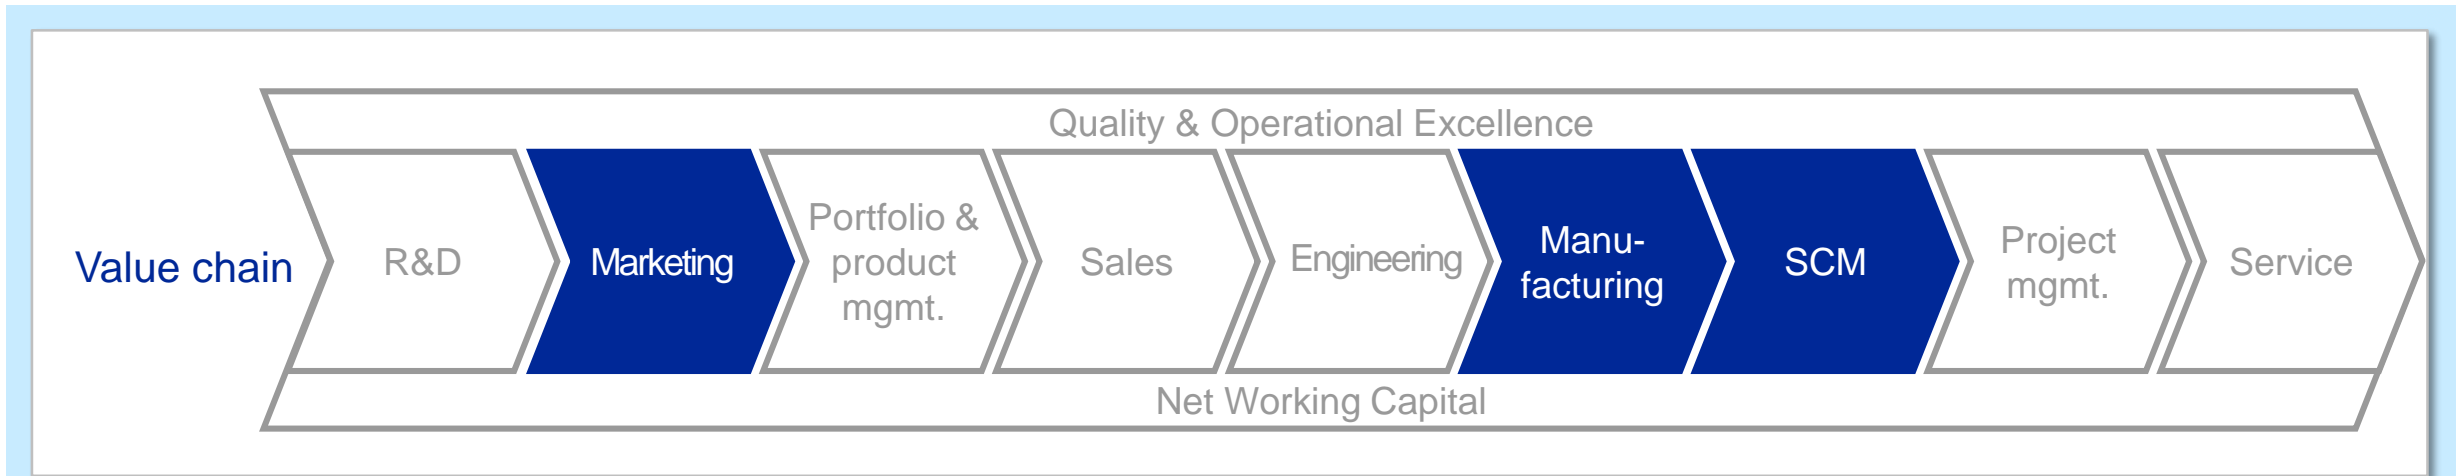 Quality & Operational Excellence
Value chain
R&D
Marketing
Portfolio &
product
mgmt.
Sales
Engineering
Manu-
facturing
SCM
Project
mgmt.
Service
Net Working Capital